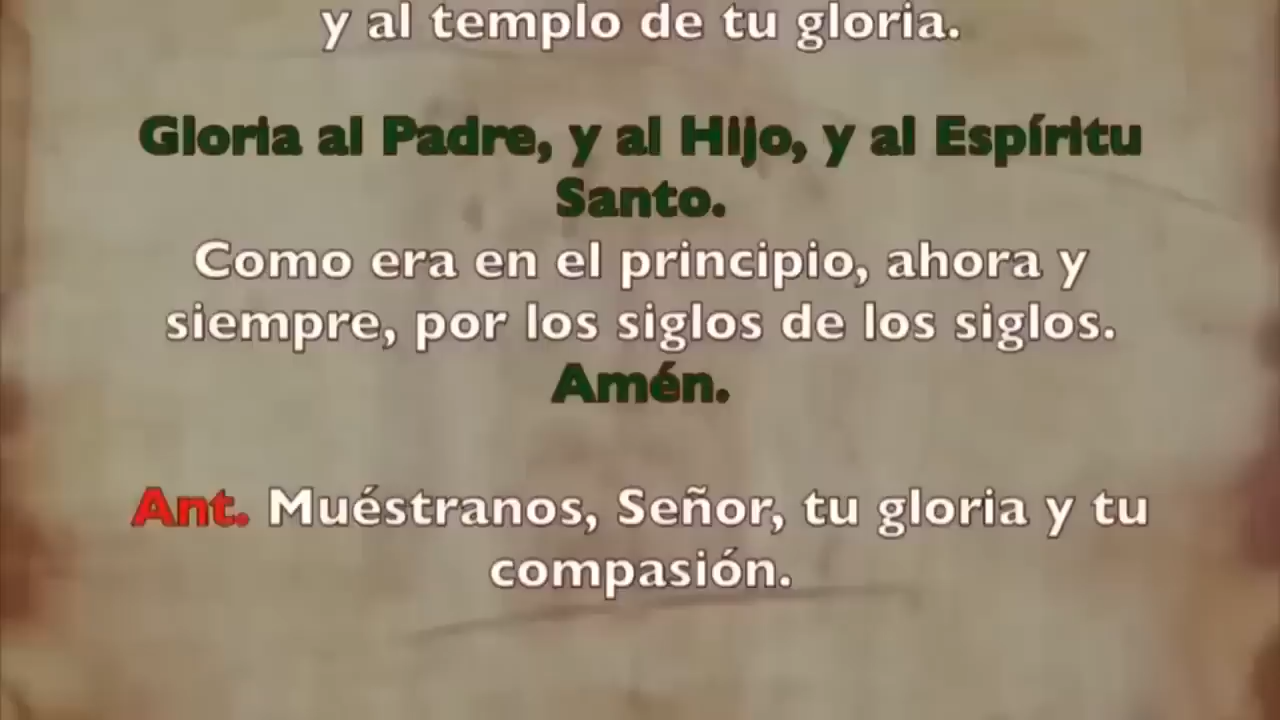 y al templo de tu gloria.
Gloria al Padre, y al Hijo, y al Espíritu
Santo.
Como era en el principio, ahora y
siempre, por los siglos de los siglos.
Amén.
Ant. Muéstranos, Señor, tu gloria y tu
compasión.